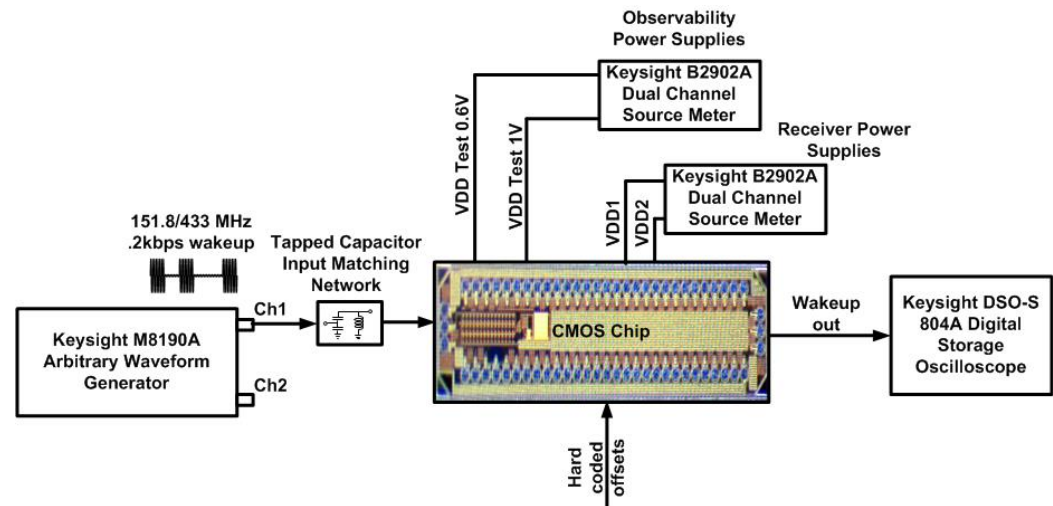 Observability
Power Supplies
Keysight B2902A
Dual Channel
Source Meter
Receiver Power
Supplies
Keysight B2902A
Dual Channel
Source Meter
VDD Test 0.6V
VDD Test 1V
VDD1
VDD2
151.8/433 MHz
.2kbps wakeup
Tapped Capacitor
Input Matching
Network
Ch1
Keysight M8190A
Arbitrary Waveform
Generator
Ch2
CMOS Chip
Wakeup
out
Keysight DSO-S
804A Digital
Storage
Oscilloscope
Hard
coded
offsets